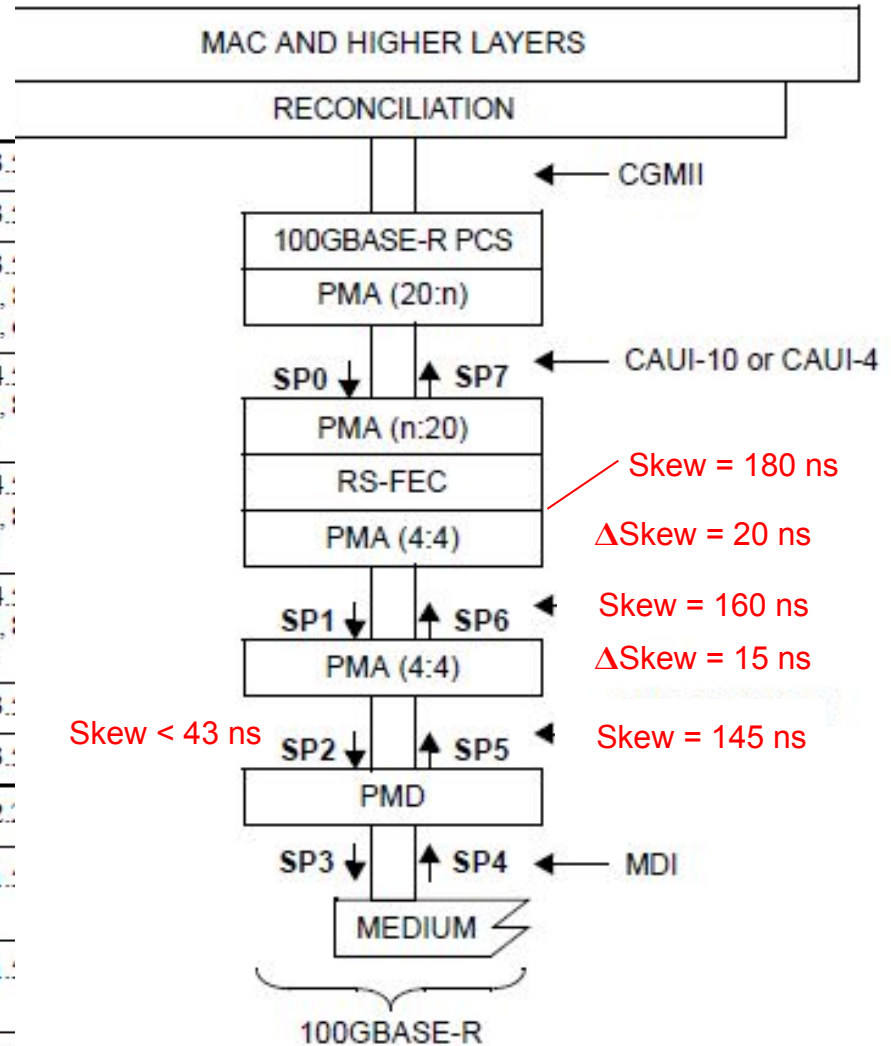 MAC AND HIGHER LAYERS
RECONCILIATION
CGMII
100GBASE-R PCS
PMA (20:n)
CAUI-10 or CAUI-4
SP0 SP7
PMA (n:20)
Skew = 180 ns
RS-FEC
PMA (4:4)
ΔSkew = 20 ns
SP1 SP6
Skew = 160 ns
PMA (4:4)
ΔSkew = 15 ns
Skew < 43 ns
SP2 SP5
Skew = 145 ns
PMD
SP3 SP4
MDI
MEDIUM
100GBASE-R